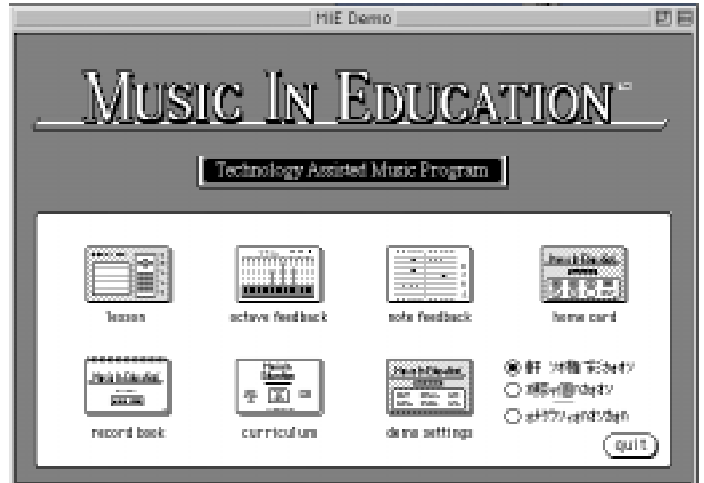 MIE Demo
MUSIC IN EDUCATION
Technology Assisted Music Program
lesson
octave feedback
note feedback
home card
record book
curriculum
demo settings
quit